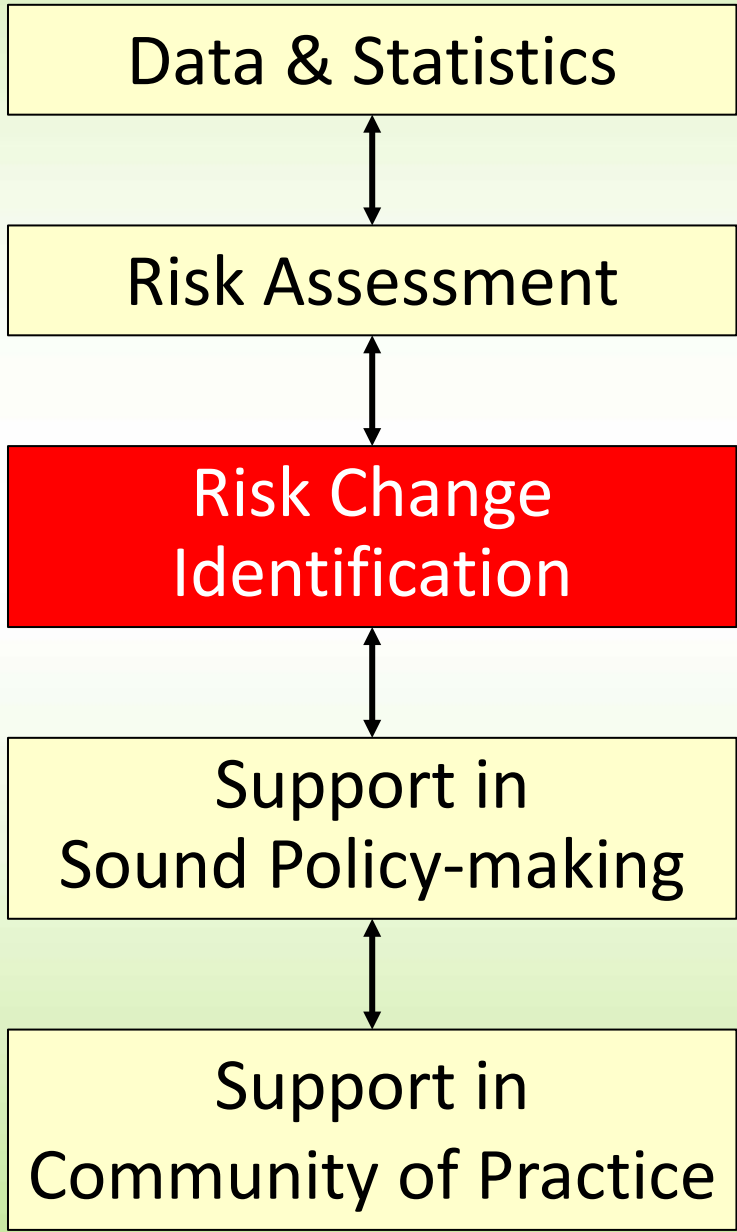 Data & Statistics
Risk Assessment
Risk Change
Identification
Support in
Sound Policy-making
Support in
Community of Practice